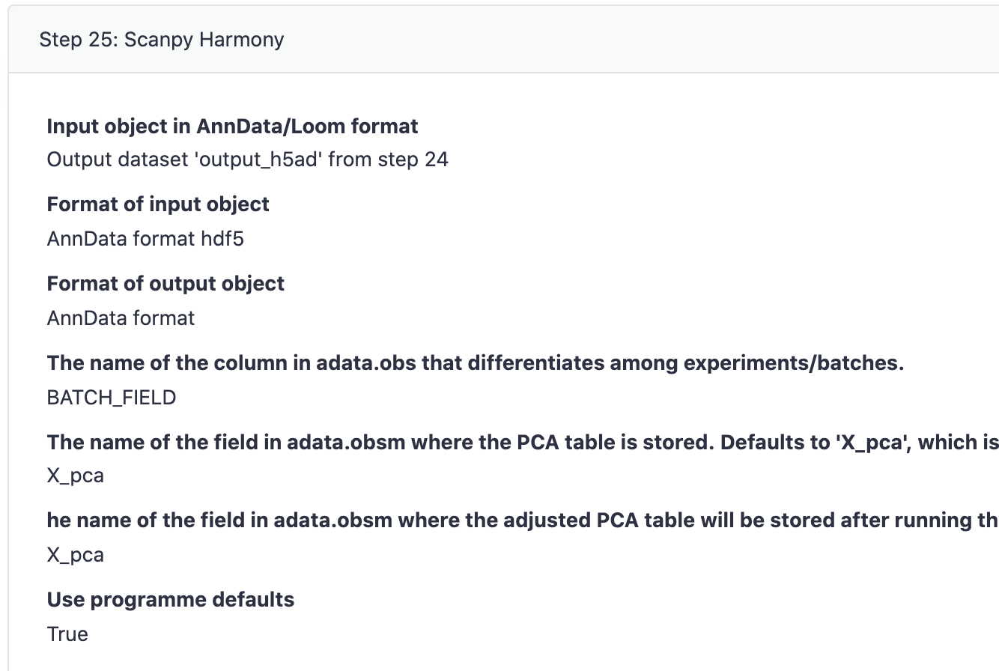 Step 25: Scanpy Harmony
Input object in AnnData/Loom format
Output dataset 'output_h5ad' from step 24
Format of input object
AnnData format hdf5
Format of output object
AnnData format
The name of the column in adata.obs that differentiates among experiments/batches.
BATCH_FIELD
The name of the field in adata.obsm where the PCA table is stored. Defaults to 'X_pca', which is
X_pca
he name of the field in adata.obsm where the adjusted PCA table will be stored after running th
X_pca
Use programme defaults
True